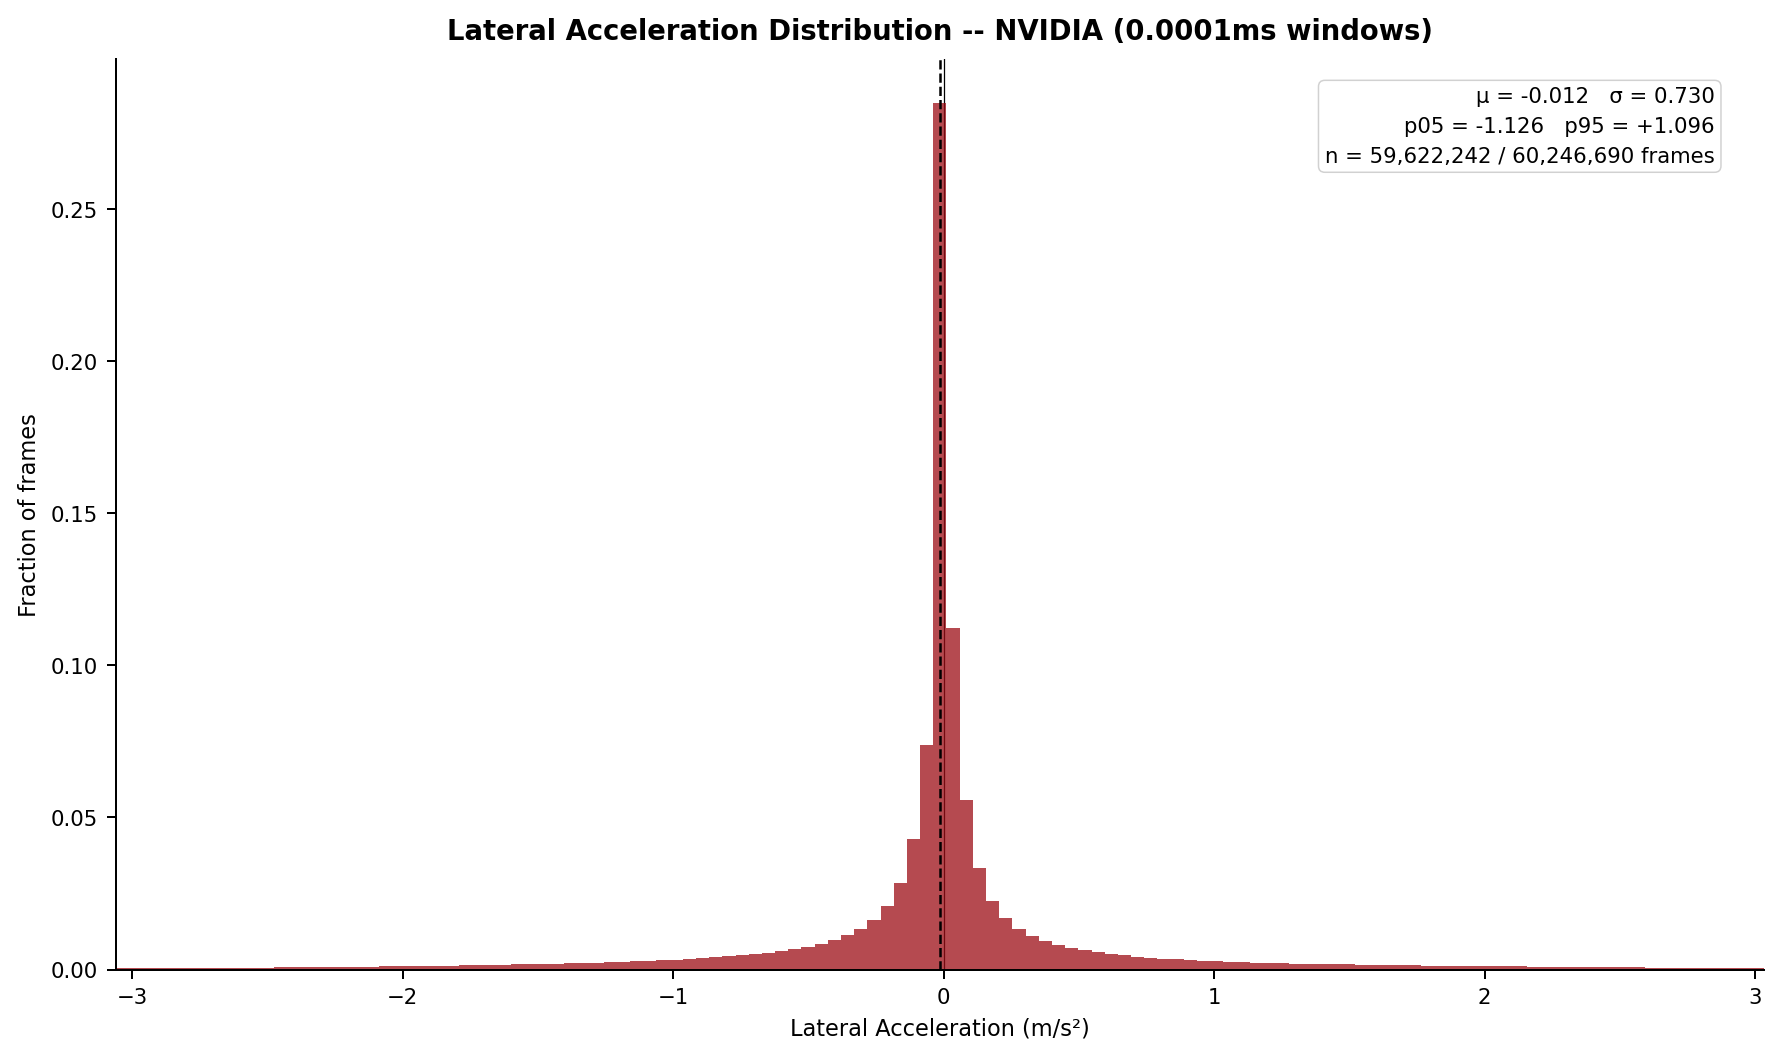 Lateral Acceleration Distribution -- NVIDIA (0.0001ms windows)
μ = -0.012   σ = 0.730
p05 = -1.126   p95 = +1.096
n = 59,622,242 / 60,246,690 frames
Fraction of frames
0.25
0.20
0.15
0.10
0.05
0.00
−3
−2
−1
0
1
2
3
Lateral Acceleration (m/s²)